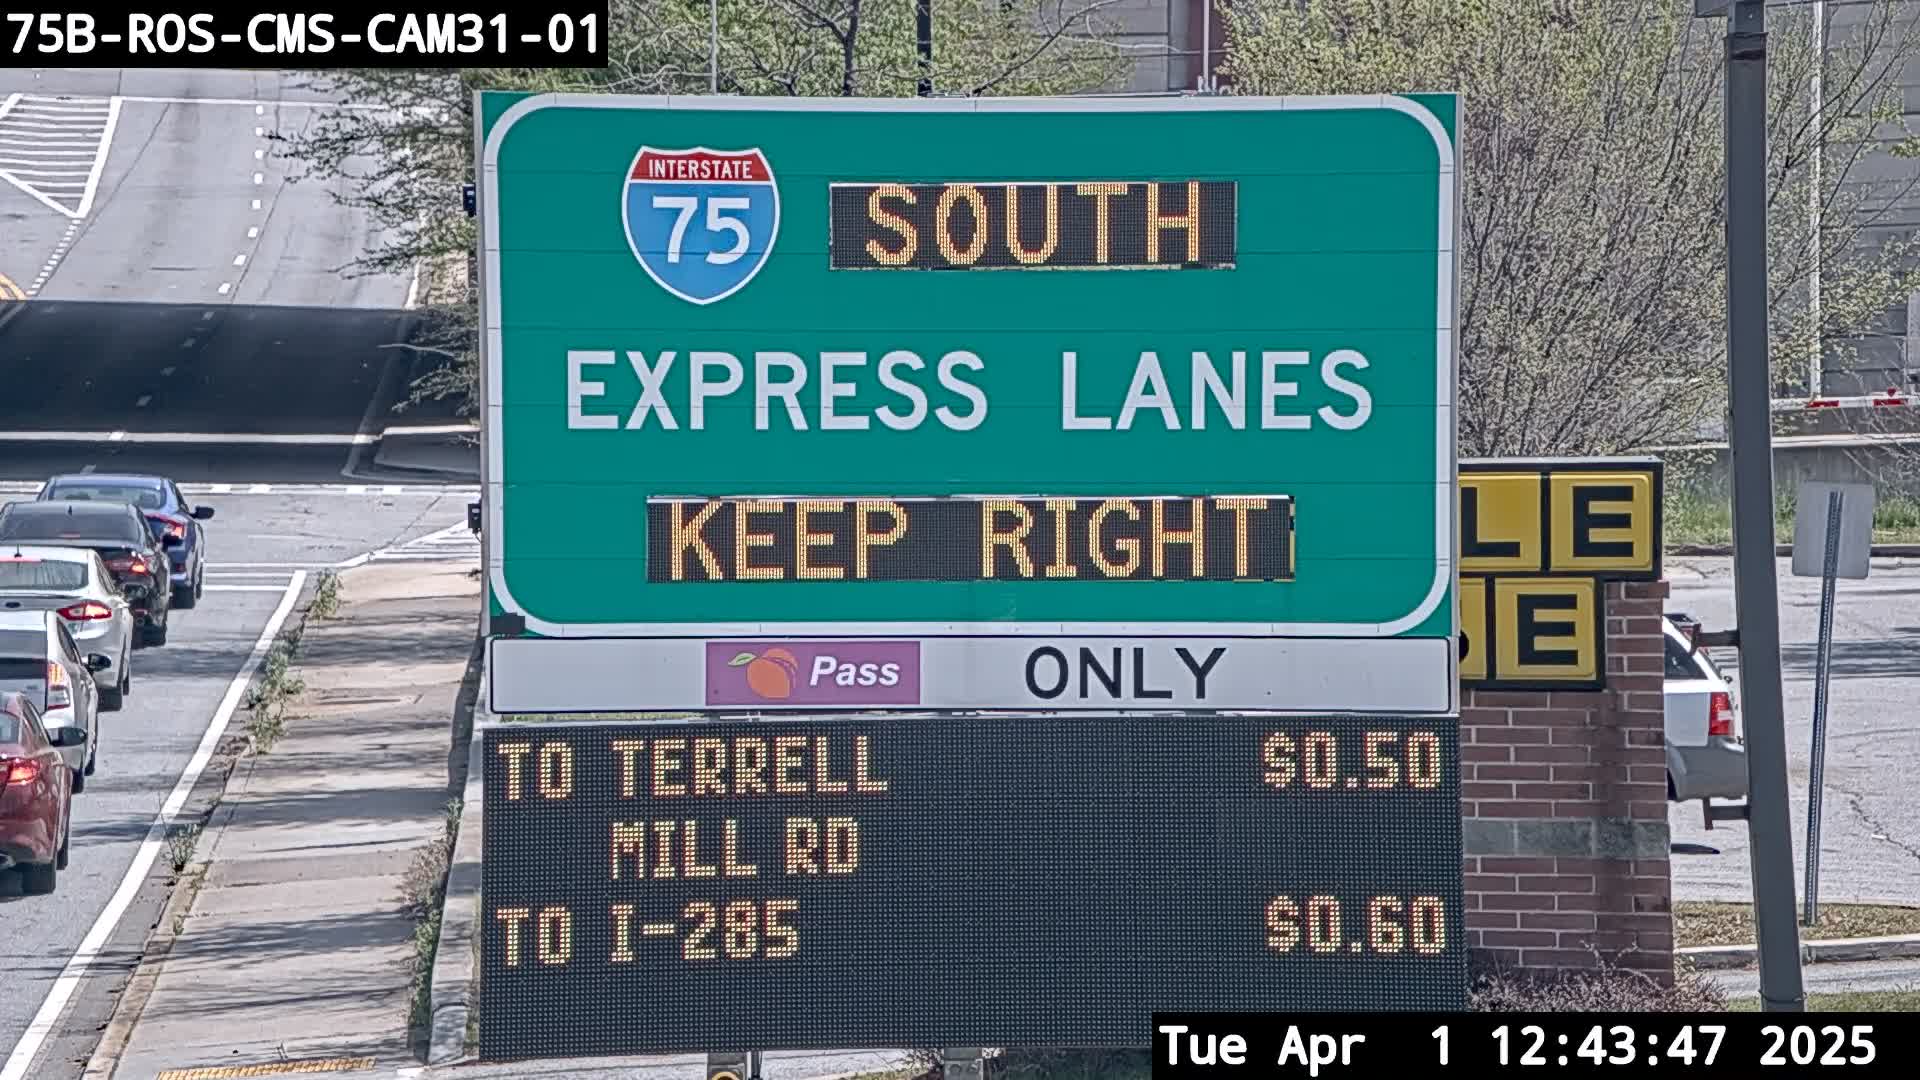 75B-ROS-CMS-CAM31-01
INTERSTATE
75
SOUTH
EXPRESS LANES
KEEP RIGHT
Pass ONLY
TO TERRELL $0.50
MILL RD
TO I-285 $0.60
LE
E
Tue Apr 1 12:43:47 2025